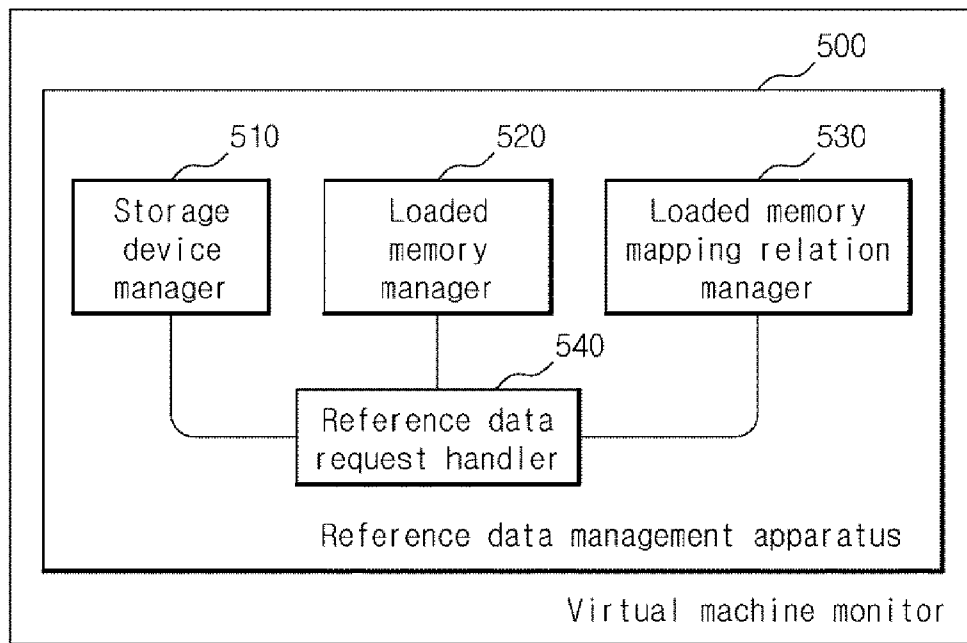 500
510
520
530
Storage
device
manager
Loaded
memory
manager
Loaded memory
mapping relation
manager
540
Reference data
request handler
Reference data management apparatus
Virtual machine monitor